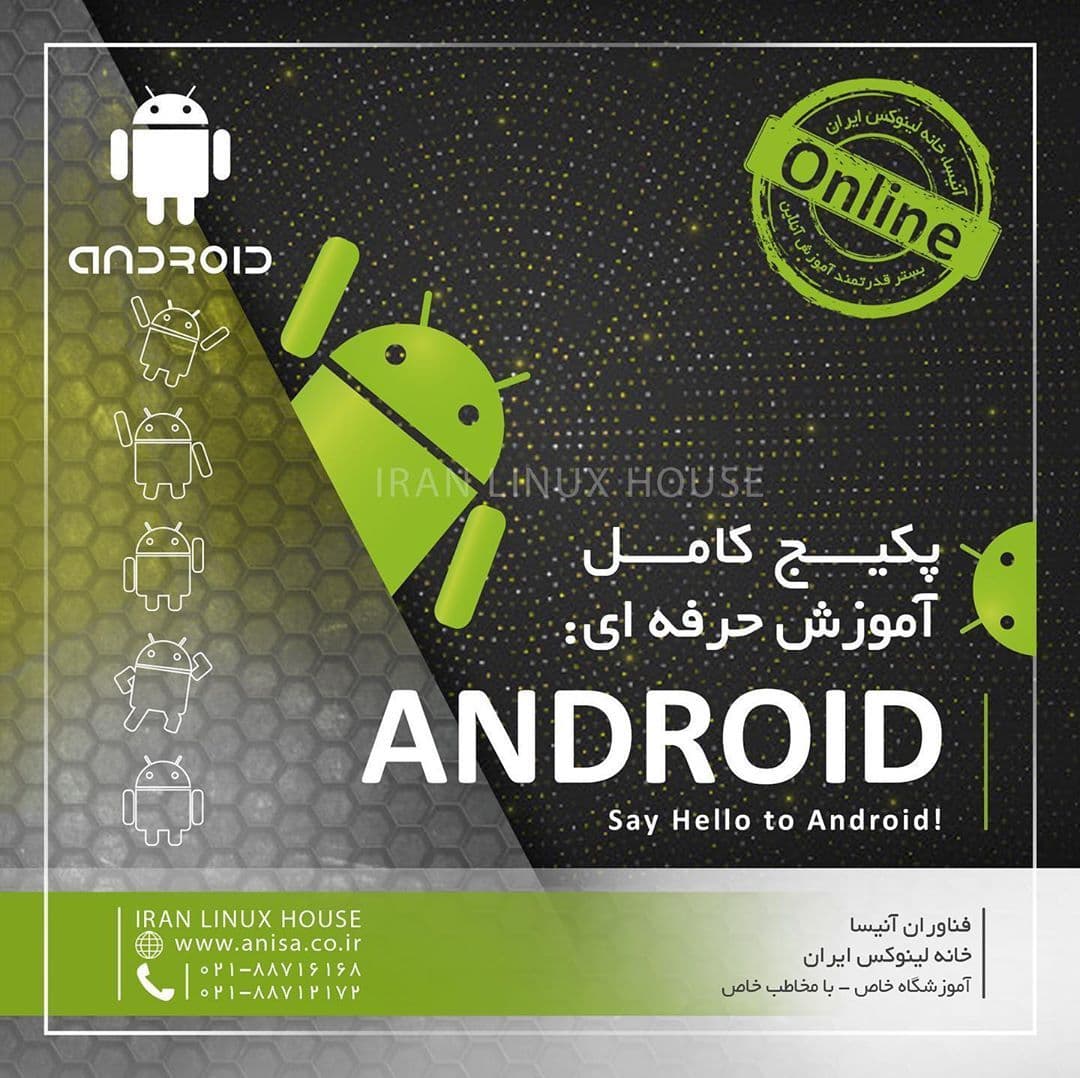 ANDROID
آنیسا، خانه لینوکس ایران
Online
بستر قدرتمند آموزش آنلاین
IRAN LINUX HOUSE
پکیج کامل
آموزش حرفه ای:
ANDROID
Say Hello to Android!
IRAN LINUX HOUSE
www.anisa.co.ir
۰۲۱-۸۸۷۱۶۱۶۸
۰۲۱-۸۸۷۱۲۱۷۲
فناوران آنیسا
خانه لینوکس ایران
آموزشگاه خاص - با مخاطب خاص